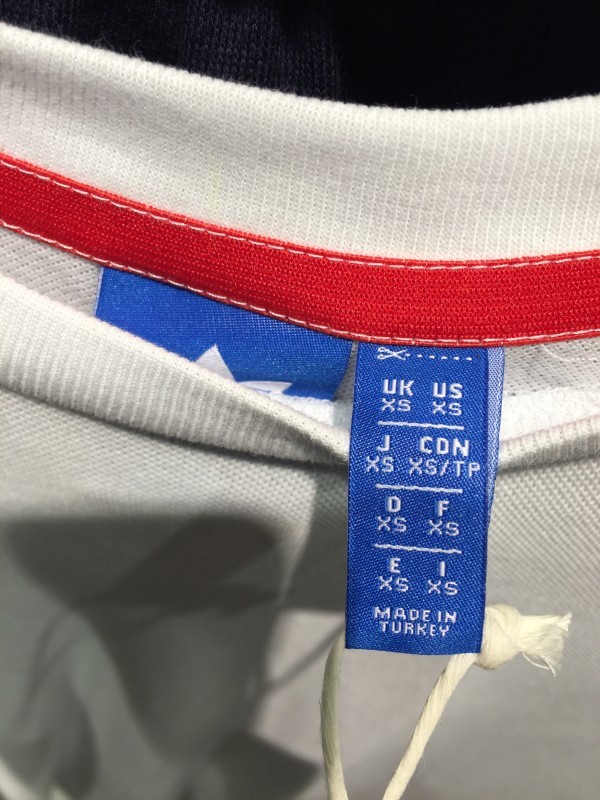 UK US
XS XS
J CDN
XS XS/TP
D F
XS XS
E I
XS XS
MADE IN
TURKEY